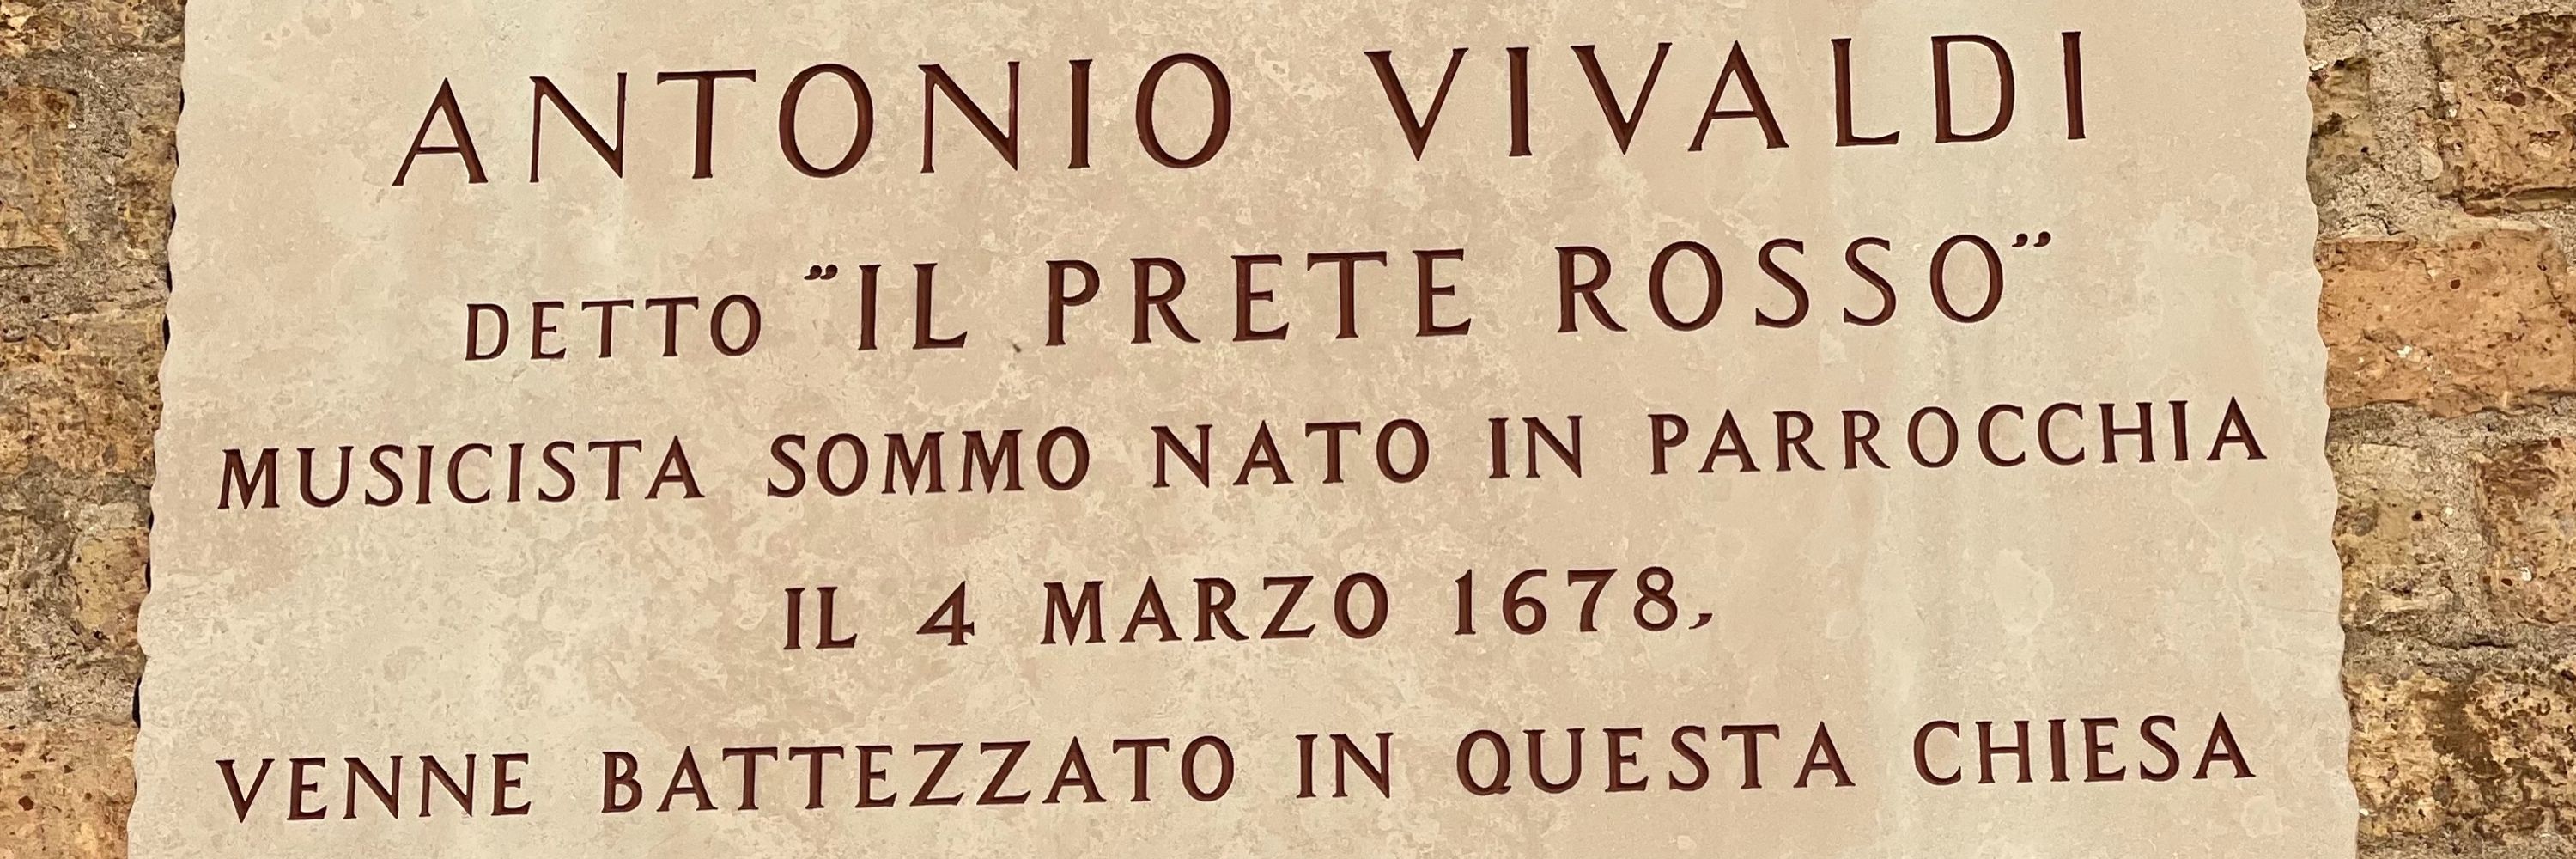 ANTONIO VIVALDI
DETTO "IL PRETE ROSSO"
MUSICISTA SOMMO NATO IN PARROCCHIA
IL 4 MARZO 1678,
VENNE BATTEZZATO IN QUESTA CHIESA